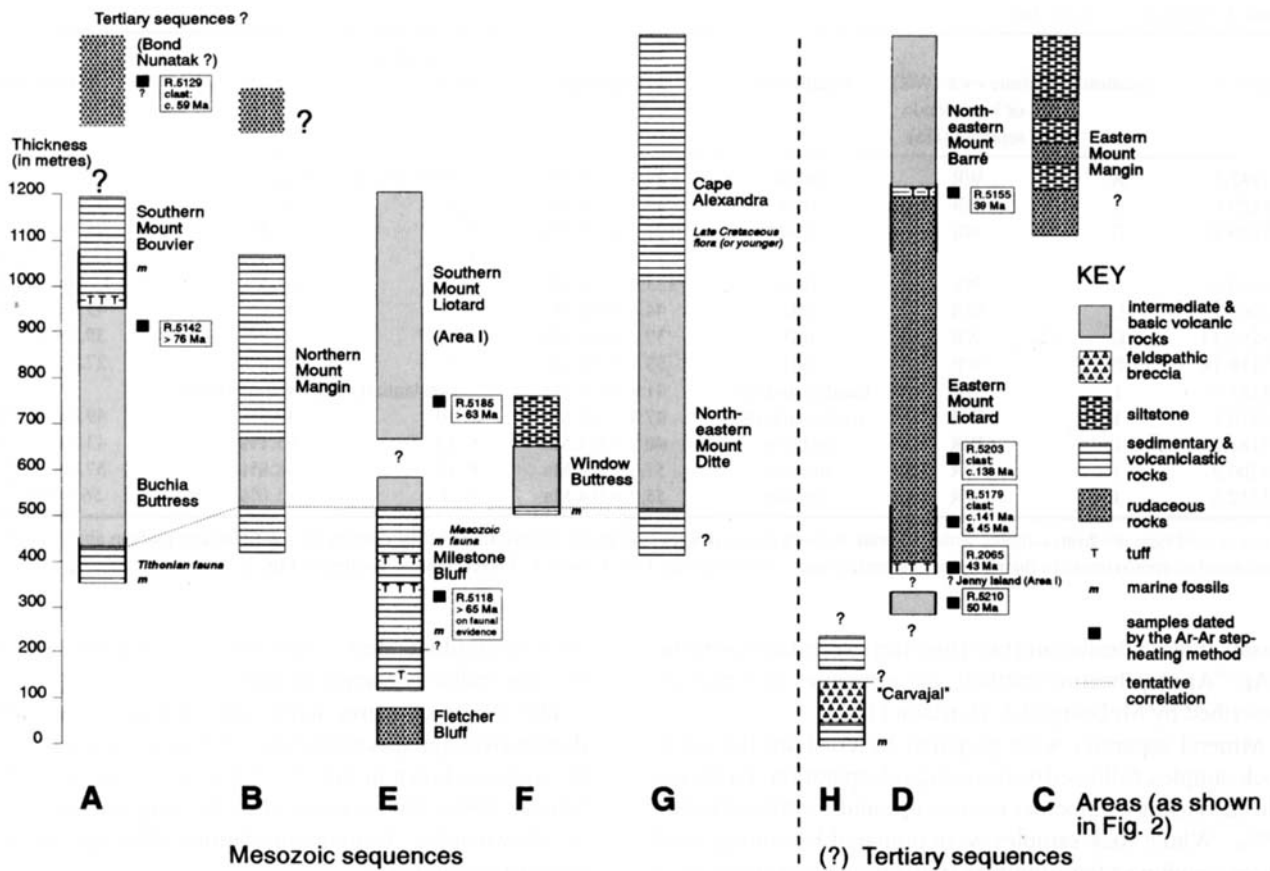 Tertiary sequences ?
(Bond
Nunatak ?)
?
R.5129
clast:
c. 59 Ma
?
Thickness
(in metres)
?
1200
1100
1000
900
800
700
600
500
400
300
200
100
0
Southern
Mount
Bouvier
m
T T T
R.5142
> 76 Ma
Buchia
Buttress
Tithonian fauna
m
Northern
Mount
Mangin
Southern
Mount
Liotard
(Area I)
R.5185
> 63 Ma
?
Mesozoic
m fauna
T T T
Milestone
Bluff
T T T
R.5118
> 65 Ma
on faunal
evidence
m
?
T
Fletcher
Bluff
Window
Buttress
m
Cape
Alexandra
Late Cretaceous
flora (or younger)
North-
eastern
Mount
Ditte
?
North-
eastern
Mount
Barré
T T
R.5155
39 Ma
Eastern
Mount
Liotard
R.5203
clast:
c.138 Ma
R.5179
clast:
c.141 Ma
& 45 Ma
R.2065
43 Ma
T T T
? ? Jenny Island (Area I)
R.5210
50 Ma
?
?
?
"Carvajal"
m
Eastern
Mount
Mangin
?
KEY
intermediate &
basic volcanic
rocks
feldspathic
breccia
siltstone
sedimentary &
volcaniclastic
rocks
rudaceous
rocks
T tuff
m marine fossils
samples dated
by the Ar-Ar step-
heating method
tentative
correlation
A B E F G H D C Areas (as shown
in Fig. 2)
Mesozoic sequences
(?) Tertiary sequences